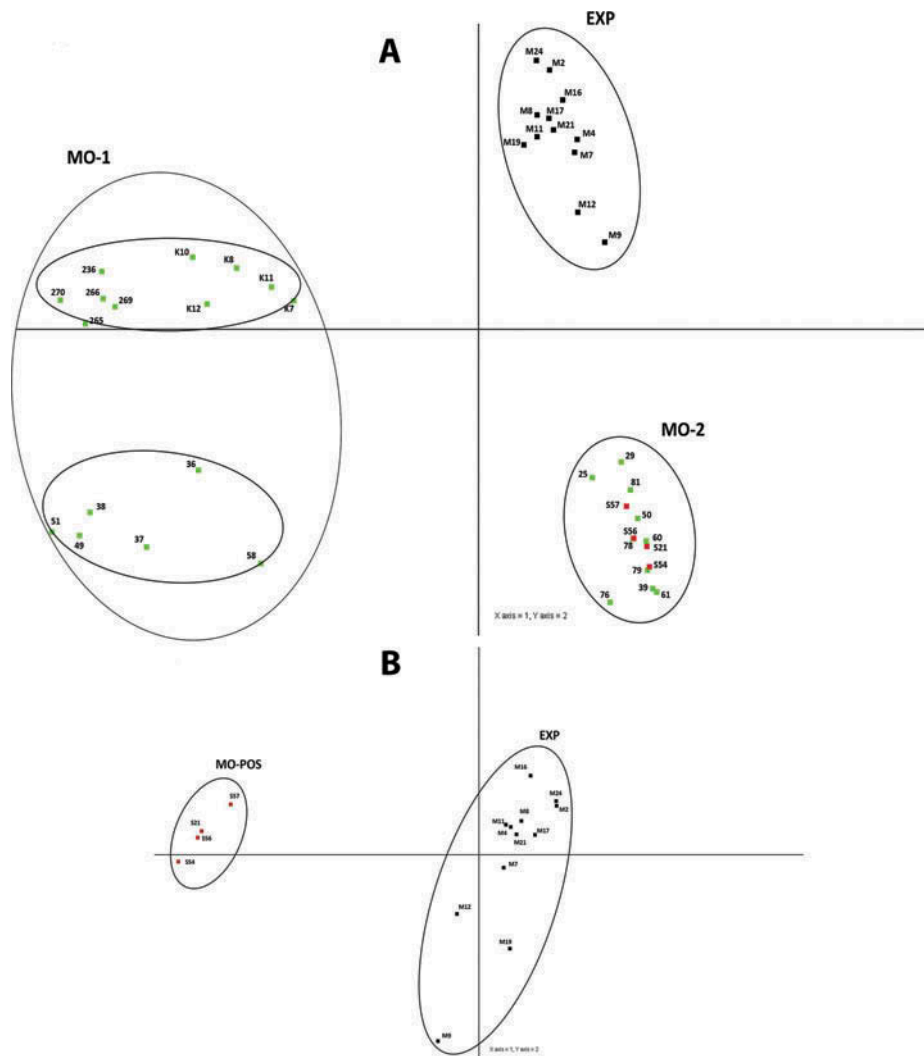 EXP
A
M24
M2
M16
M8
M17
M21
M11
M4
M19
M7
M12
M9
MO-1
K10
K8
236
K11
270
266
269
K12
K7
265
36
38
51
49
37
58
MO-2
29
25
81
S57
50
S56
60
78
S21
S54
79
39
61
76
X axis = 1, Y axis = 2
B
EXP
MO-POS
M16
S57
M24
M2
M8
S21
M11
M4
M17
S56
M21
S54
M7
M12
M19
M9
X axis = 1, Y axis = 2